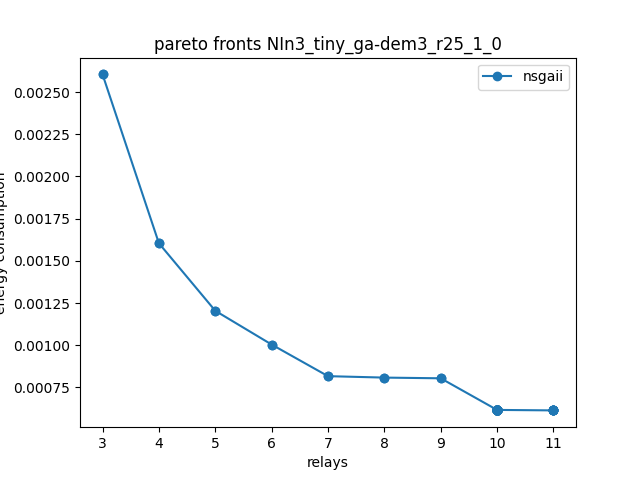 pareto fronts NIn3_tiny_ga-dem3_r25_1_0
nsgaii
0.00250
0.00225
0.00200
0.00175
0.00150
0.00125
0.00100
0.00075
energy consumption
3 4 5 6 7 8 9 10 11
relays